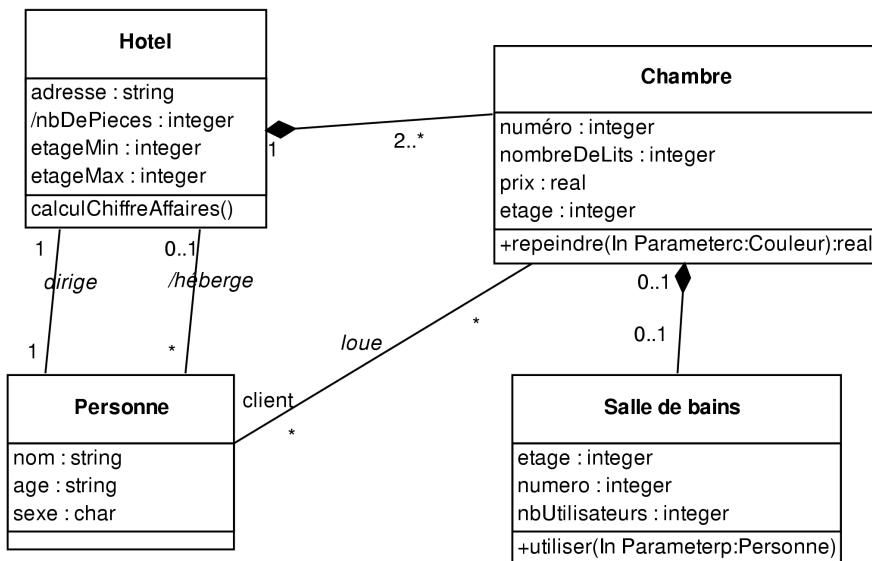 Hotel
adresse : string
/nbDePieces : integer
etageMin : integer
etageMax : integer
calculChiffreAffaires()
1
2..*
Chambre
numéro : integer
nombreDeLits : integer
prix : real
etage : integer
+repeindre(In Parameterc:Couleur):real
1
0..1
dirige
/héberge
1
*
0..1
0..1
loue
*
client
*
Personne
nom : string
age : string
sexe : char
Salle de bains
etage : integer
numero : integer
nbUtilisateurs : integer
+utiliser(In Parameterp:Personne)